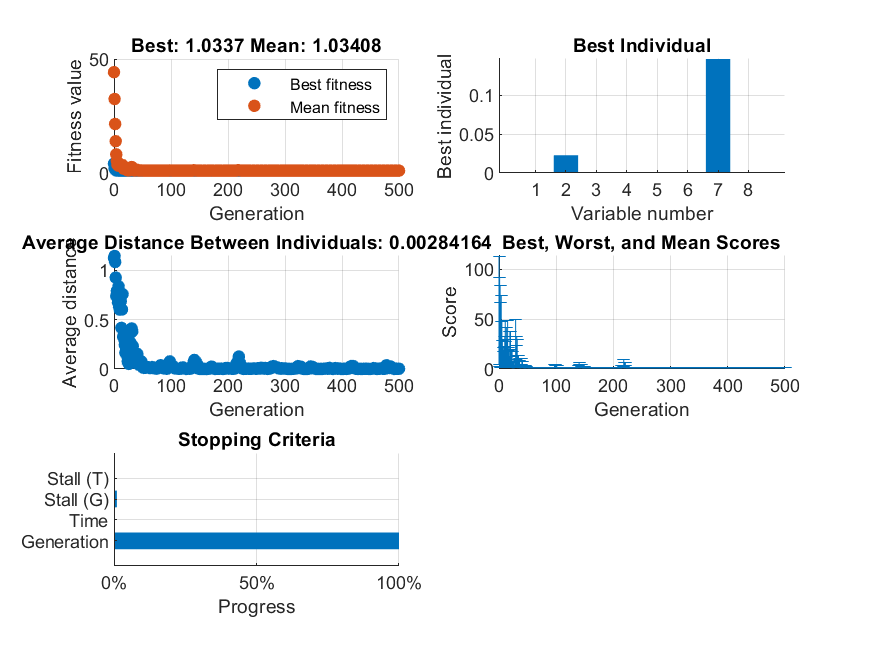 Best: 1.0337 Mean: 1.03408
Fitness value
50
0
Best fitness
Mean fitness
0 100 200 300 400 500
Generation
Best Individual
Best individual
0.1
0.05
0
1 2 3 4 5 6 7 8
Variable number
Average Distance Between Individuals: 0.00284164
Average distance
1
0.5
0
0 100 200 300 400 500
Generation
Best, Worst, and Mean Scores
Score
100
50
0
0 100 200 300 400 500
Generation
Stopping Criteria
Stall (T)
Stall (G)
Time
Generation
0% 50% 100%
Progress